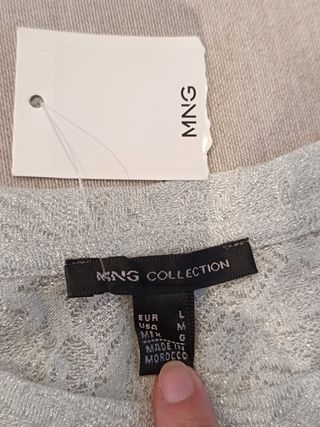 MNG
MNG COLLECTION
EUR L
USA M
MEX G
MADE IN
MOROCCO